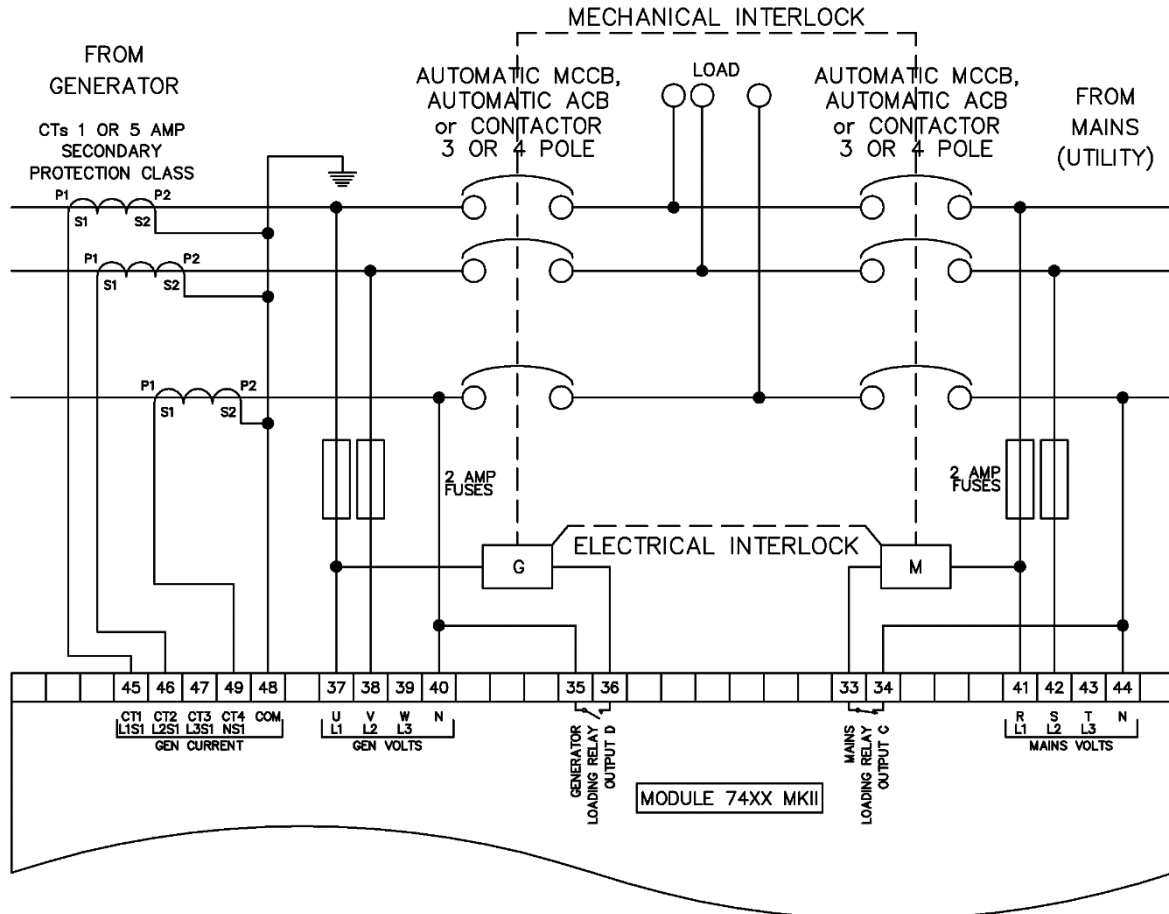 MECHANICAL INTERLOCK
FROM
GENERATOR
CTs 1 OR 5 AMP
SECONDARY
PROTECTION CLASS
AUTOMATIC MCCB,
AUTOMATIC ACB
or CONTACTOR
3 OR 4 POLE
LOAD
AUTOMATIC MCCB,
AUTOMATIC ACB
or CONTACTOR
3 OR 4 POLE
FROM
MAINS
(UTILITY)
P1 P2
S1 S2
P1 P2
S1 S2
P1 P2
S1 S2
2 AMP
FUSES
2 AMP
FUSES
ELECTRICAL INTERLOCK
G
M
45 46 47 49 48 37 38 39 40 35 36 33 34 41 42 43 44
CT1 CT2 CT3 CT4 COM
L1S1 L2S1 L3S1 NS1
GEN CURRENT
U V W N
L1 L2 L3
GEN VOLTS
GENERATOR
LOADING RELAY
OUTPUT D
MAINS
LOADING RELAY
OUTPUT C
R S T N
L1 L2 L3
MAINS VOLTS
MODULE 74XX MKII